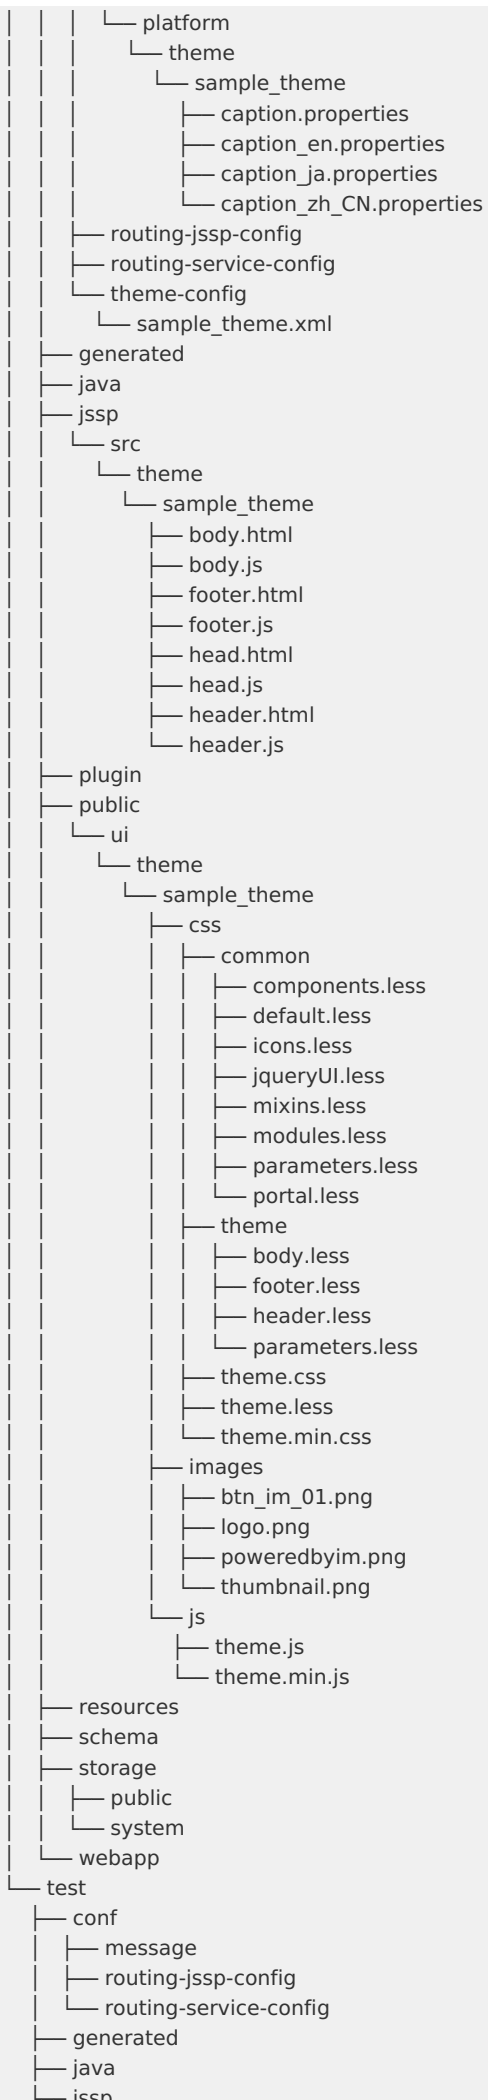 │ │ │ └── platform
│ │ │ └── theme
│ │ │ └── sample_theme
│ │ │ ├── caption.properties
│ │ │ ├── caption_en.properties
│ │ │ ├── caption_ja.properties
│ │ │ └── caption_zh_CN.properties
│ │ ├── routing-jssp-config
│ │ ├── routing-service-config
│ │ └── theme-config
│ │ └── sample_theme.xml
│ ├── generated
│ ├── java
│ ├── jssp
│ │ └── src
│ │ └── theme
│ │ └── sample_theme
│ │ ├── body.html
│ │ ├── body.js
│ │ ├── footer.html
│ │ ├── footer.js
│ │ ├── head.html
│ │ ├── head.js
│ │ ├── header.html
│ │ └── header.js
│ ├── plugin
│ ├── public
│ │ └── ui
│ │ └── theme
│ │ └── sample_theme
│ │ ├── css
│ │ │ ├── common
│ │ │ │ ├── components.less
│ │ │ │ ├── default.less
│ │ │ │ ├── icons.less
│ │ │ │ ├── jqueryUI.less
│ │ │ │ ├── mixins.less
│ │ │ │ ├── modules.less
│ │ │ │ ├── parameters.less
│ │ │ │ └── portal.less
│ │ │ ├── theme
│ │ │ │ ├── body.less
│ │ │ │ ├── footer.less
│ │ │ │ ├── header.less
│ │ │ │ └── parameters.less
│ │ │ ├── theme.css
│ │ │ ├── theme.less
│ │ │ └── theme.min.css
│ │ ├── images
│ │ │ ├── btn_im_01.png
│ │ │ ├── logo.png
│ │ │ ├── poweredbyim.png
│ │ │ └── thumbnail.png
│ │ └── js
│ │ ├── theme.js
│ │ └── theme.min.js
│ ├── resources
│ ├── schema
│ ├── storage
│ │ ├── public
│ │ └── system
│ └── webapp
└── test
├── conf
│ ├── message
│ ├── routing-jssp-config
│ └── routing-service-config
├── generated
├── java
└── jssp